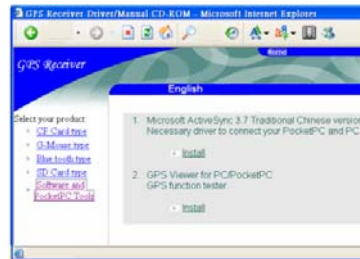 GPS Receiver Driver/Manual CD-ROM - Microsoft Internet Explorer
Home
GPS Receiver
English
Select your product
CF Card type
G-Mouse type
Blue tooth type
SD Card type
Software and
PocketPC Tools
1. Microsoft ActiveSync 3.7 Traditional Chinese version
Necessary driver to connect your PocketPC and PC
Install
2. GPS Viewer for PC/PocketPC
GPS function tester
Install